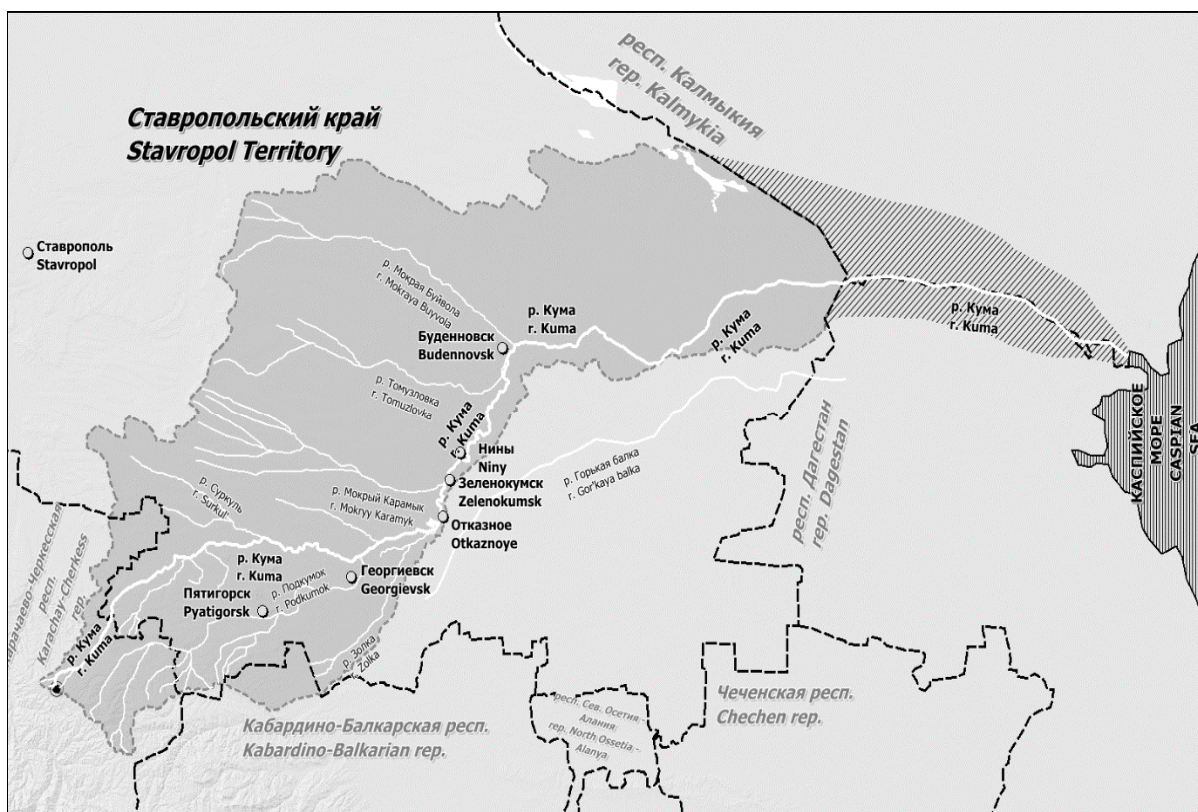 респ. Калмыкия
rep. Kalmykia
Ставропольский край
Stavropol Territory
Ставрополь
Stavropol
р. Мокрая Буйвола
r. Mokraya Buyvola
р. Кума
r. Kuma
Буденновск
Budennovsk
р. Кума
r. Kuma
р. Кума
r. Kuma
р. Томузловка
r. Tomuzlovka
р. Кума
r. Kuma
Нины
Niny
Зеленокумск
Zelenokumsk
р. Горькая балка
r. Gor'kaya balka
КАСПИЙСКОЕ
МОРЕ
CASPTAN
SEA
респ. Дагестан
rep. Dagestan
р. Суркуль
r. Surkul'
р. Мокрый Карамык
r. Mokryy Karamyk
Отказное
Otkaznoye
р. Кума
r. Kuma
Георгиевск
Georgievsk
р. Подкумок
r. Podkumok
Пятигорск
Pyatigorsk
респ.
Karachay-Cherkess
rep.
р. Кума
r. Kuma
р. Золка
Zolka
Кабардино-Балкарская респ.
Kabardino-Balkarian rep.
респ. Сев. Осетия -
Алания
rep. North Ossetia -
Alanya
Чеченская респ.
Chechen rep.